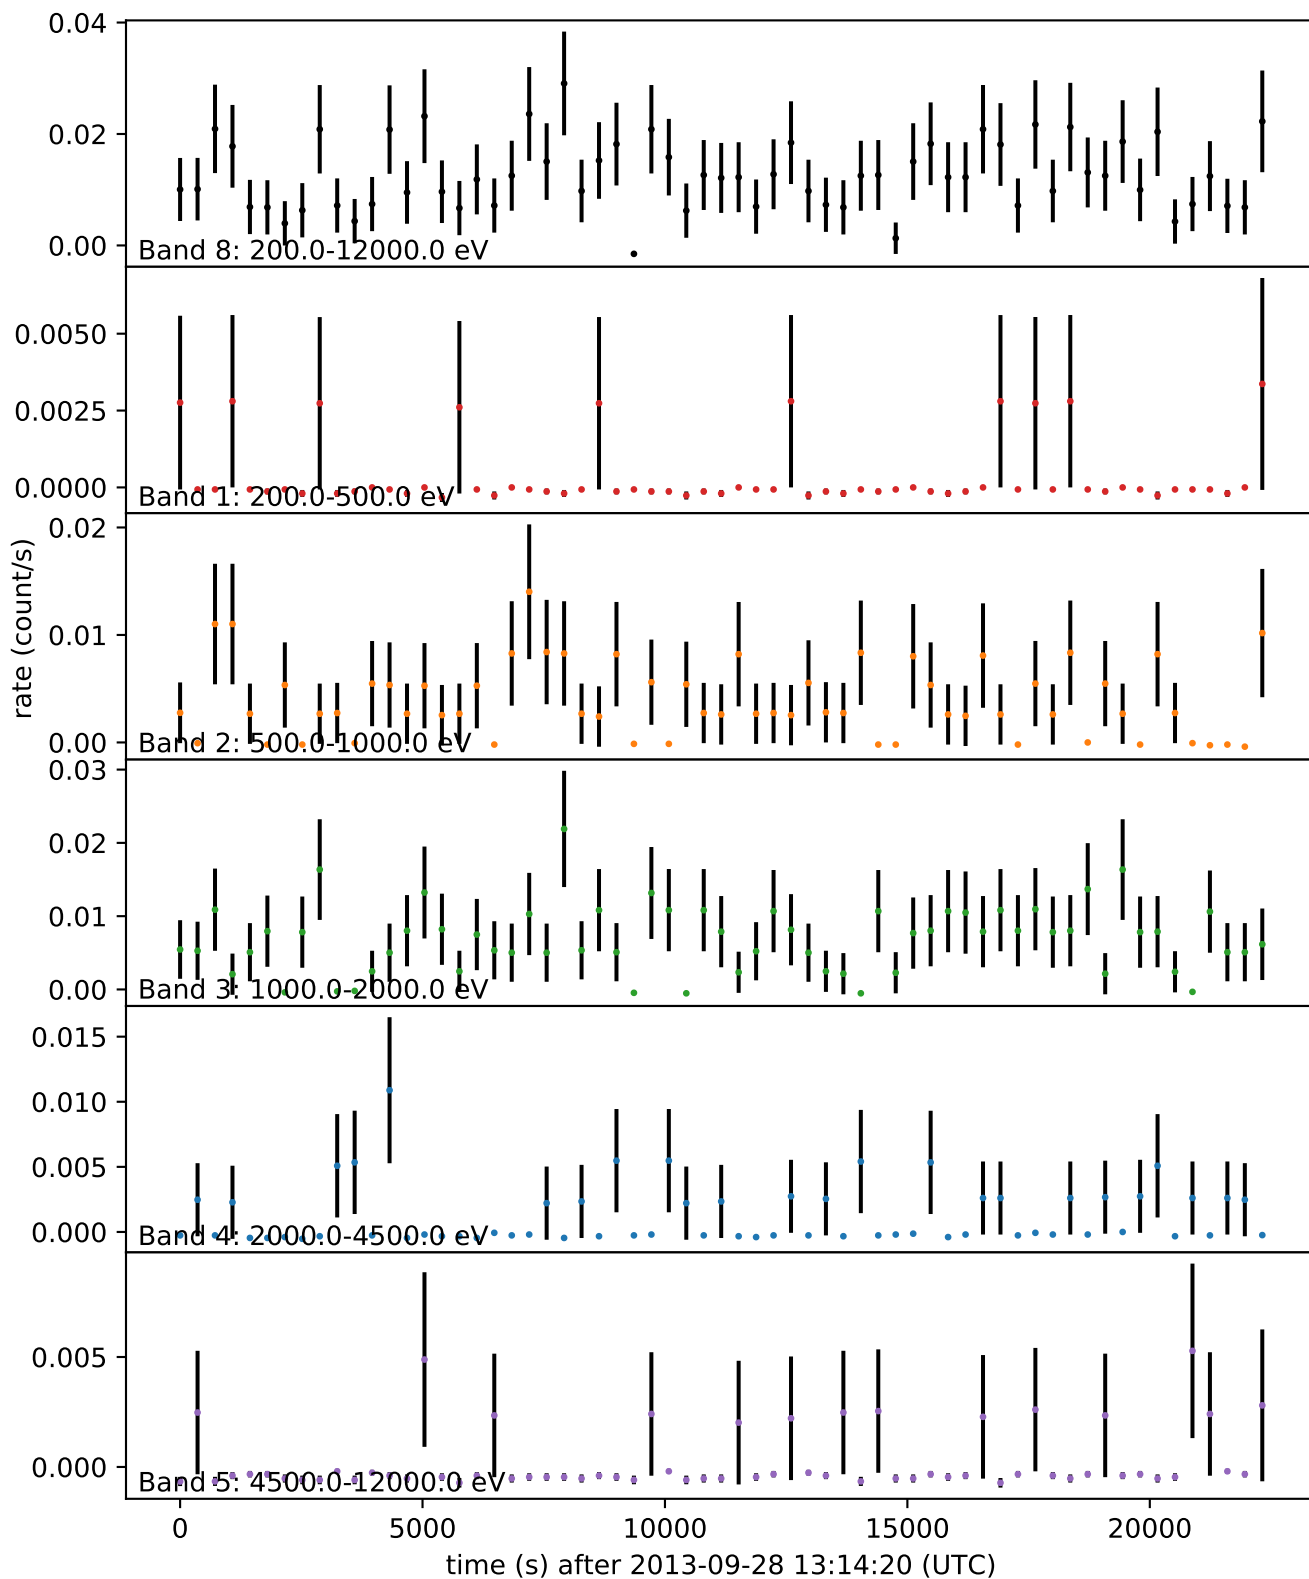 0.04
0.02
0.00
Band 8: 200.0-12000.0 eV
0.0050
0.0025
0.0000
Band 1: 200.0-500.0 eV
0.02
0.01
0.00
Band 2: 500.0-1000.0 eV
rate (count/s)
0.03
0.02
0.01
0.00
Band 3: 1000.0-2000.0 eV
0.015
0.010
0.005
0.000
Band 4: 2000.0-4500.0 eV
0.005
0.000
Band 5: 4500.0-12000.0 eV
0 5000 10000 15000 20000
time (s) after 2013-09-28 13:14:20 (UTC)